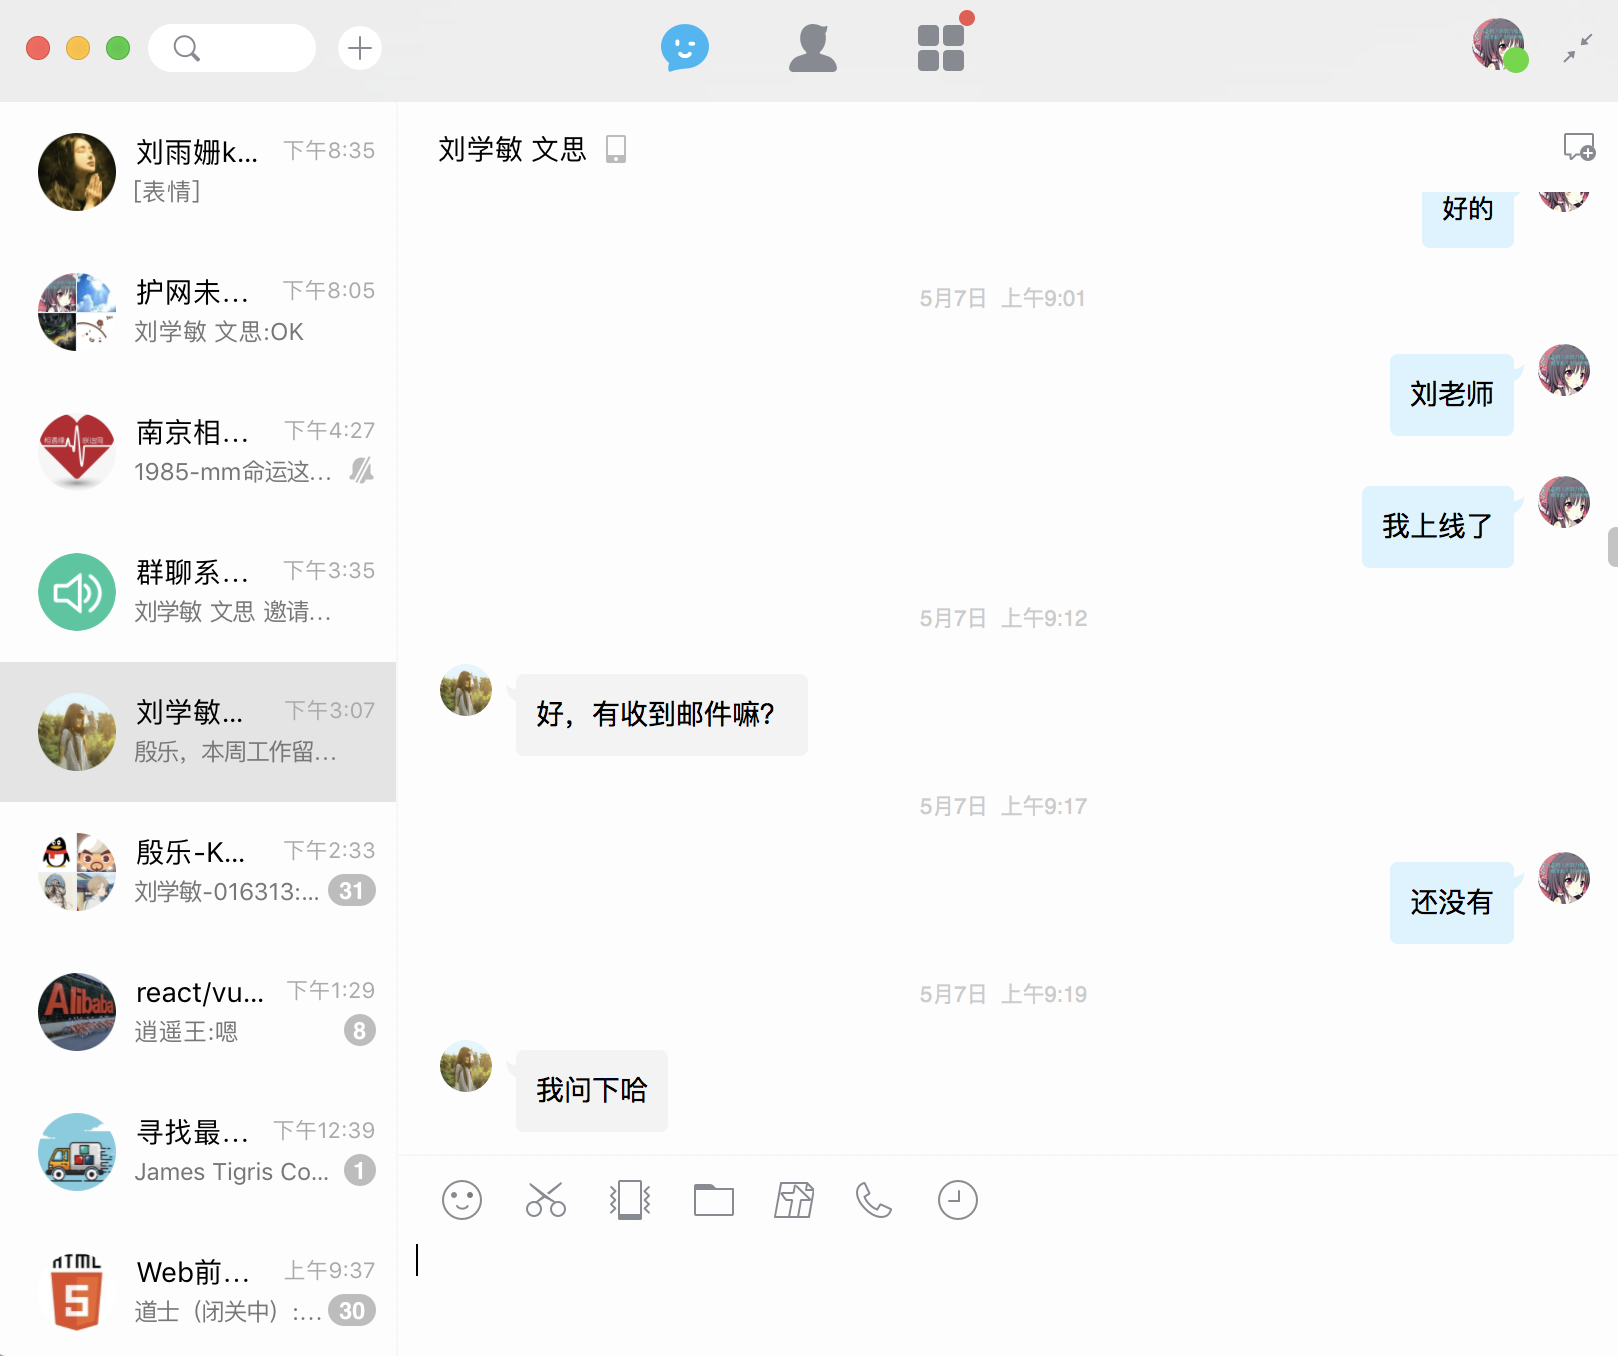 刘雨姗k...
下午8:35
[表情]
护网未...
下午8:05
刘学敏 文思:OK
南京相...
下午4:27
1985-mm命运这...
群聊系...
下午3:35
刘学敏 文思 邀请...
刘学敏...
下午3:07
殷乐，本周工作留...
殷乐-K...
下午2:33
刘学敏-016313:...
31
Alibaba
react/vu...
下午1:29
逍遥王:嗯
8
寻找最...
下午12:39
James Tigris Co...
1
HTML
5
Web前...
上午9:37
道士（闭关中）:...
30
刘学敏 文思
好的
5月7日 上午9:01
刘老师
我上线了
5月7日 上午9:12
好，有收到邮件嘛？
5月7日 上午9:17
还没有
5月7日 上午9:19
我问下哈